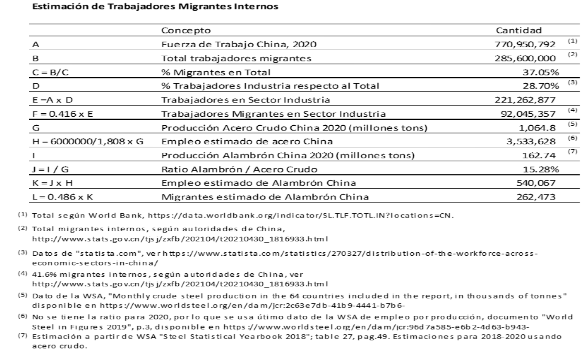 Estimación de Trabajadores Migrantes Internos
Concepto Cantidad
A Fuerza de Trabajo China, 2020 770,950,792 (1)
B Total trabajadores migrantes 285,600,000 (2)
C = B/C % Migrantes en Total 37.05%
D % Trabajadores Industria respecto al Total 28.70% (3)
E =A x D Trabajadores en Sector Industria 221,262,877
F = 0.416 x E Trabajadores Migrantes en Sector Industria 92,045,357 (4)
G Producción Acero Crudo China 2020 (millones tons) 1,064.8 (5)
H = 6000000/1,808 x G Empleo estimado de acero China 3,533,628 (6)
I Producción Alambrón China 2020 (millones tons) 162.74 (7)
J = I / G Ratio Alambrón / Acero Crudo 15.28%
K = J x H Empleo estimado de Alambrón China 540,067
L = 0.486 x K Migrantes estimado de Alambrón China 262,473
(1) Total según World Bank, https://data.worldbank.org/indicator/SL.TLF.TOTL.IN?locations=CN.
(2) Total migrantes internos, según autoridades de China,
http://www.stats.gov.cn/tjsj/zxfb/202104/t20210430_1816933.html
(3) Datos de "statista.com", ver https://www.statista.com/statistics/270327/distribution-of-the-workforce-across-
economic-sectors-in-china/
(4) 41.6% migrantes internos, según autoridades de China, ver
http://www.stats.gov.cn/tjsj/zxfb/202104/t20210430_1816933.html
(5) Dato de la WSA, "Monthly crude steel production in the 64 countries included in the report, in thousands of tonnes"
disponible en https://www.worldsteel.org/en/dam/jcr:2c63e7db-41b9-4441-b7b6-
(6) No se tiene la ratio para 2020, por lo que se usa útimo dato de la WSA de empleo por producción, documento "World
Steel in Figures 2019", p.3, disponible en https://www.worldsteel.org/en/dam/jcr:96d7a585-e6b2-4d63-b943-
(7) Estimación a partir de WSA "Steel Statistical Yearbook 2018"; table 27, pag.49. Estimaciones para 2018-2020 usando
acero crudo.